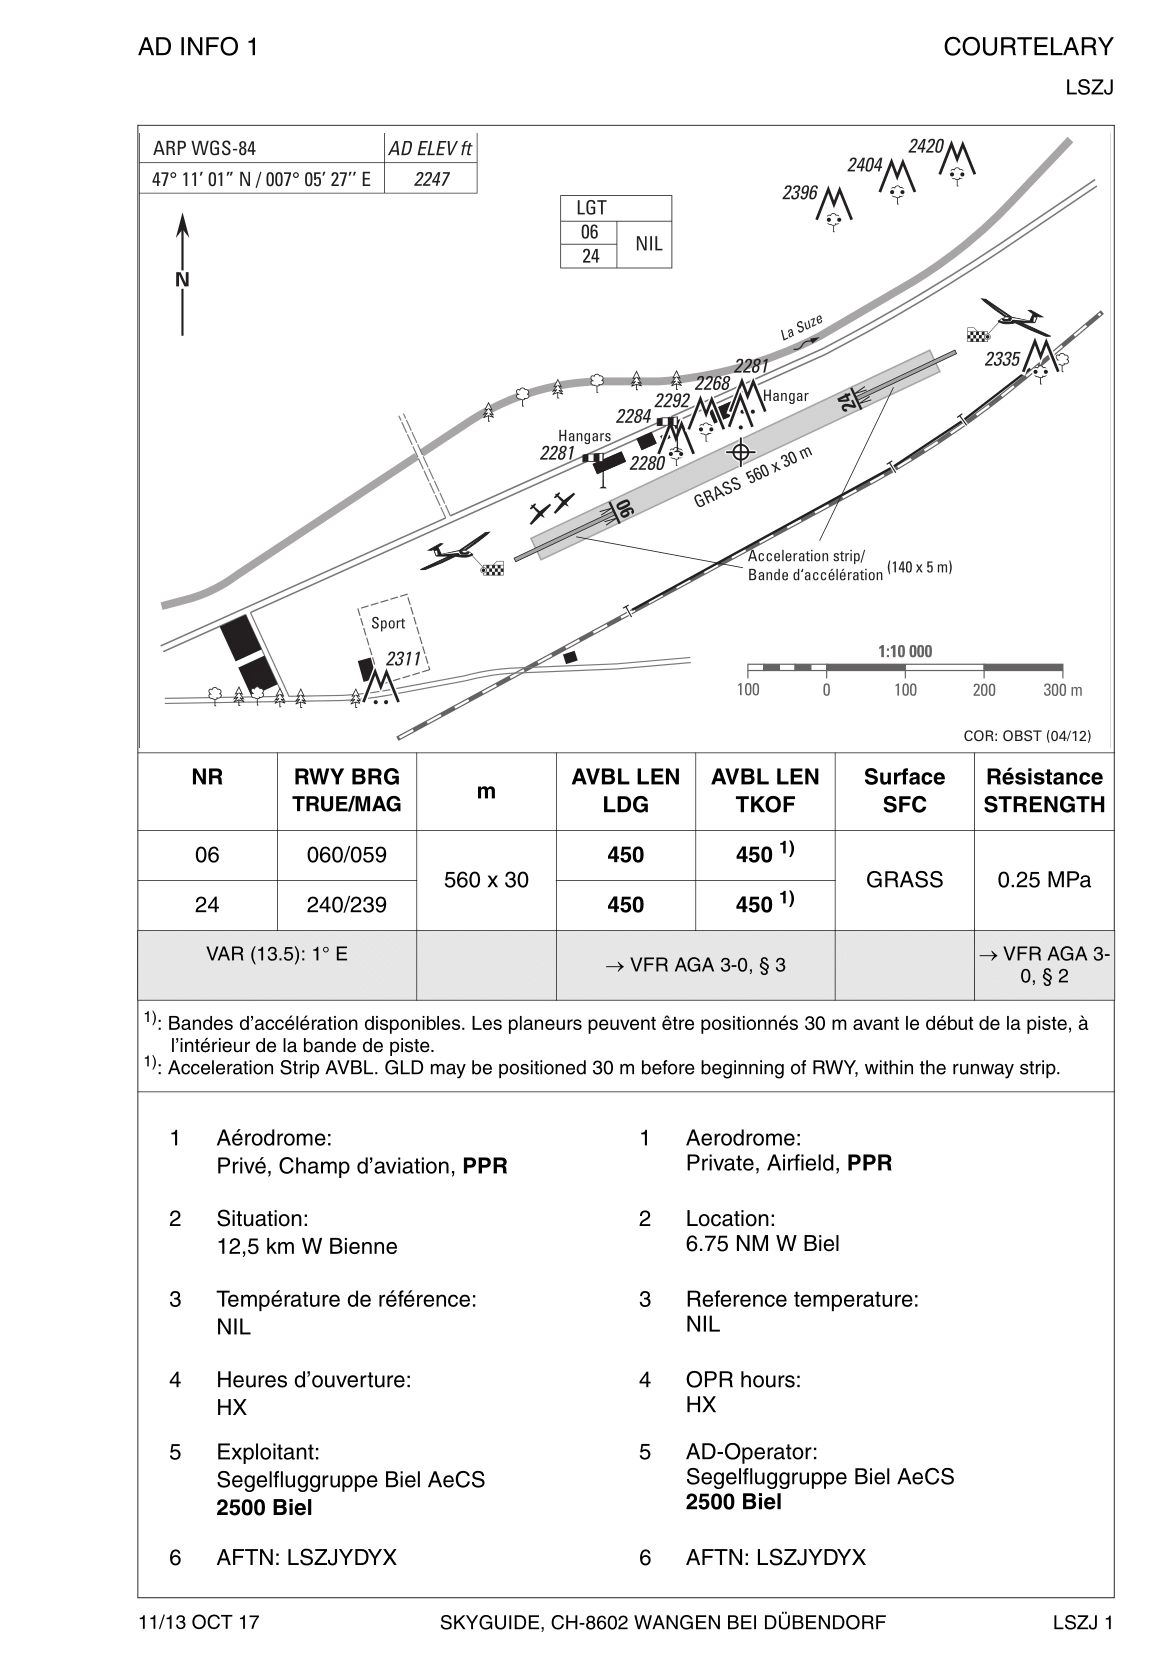 AD INFO 1
COURTELARY
LSZJ
ARP WGS-84
AD ELEV ft
47° 11’ 01” N / 007° 05’ 27’’ E
2247
N
LGT
06
24
NIL
2420
2404
2396
La Suze
2335
2281
2268
2292
2284
Hangar
Hangars
2281
2280
24
06
GRASS 560 x 30 m
Acceleration strip/
Bande d’accélération
(140 x 5 m)
Sport
2311
1:10 000
100 0 100 200 300 m
COR: OBST (04/12)
NR
RWY BRG
TRUE/MAG
m
AVBL LEN
LDG
AVBL LEN
TKOF
Surface
SFC
Résistance
STRENGTH
06
060/059
560 x 30
450
450 1)
GRASS
0.25 MPa
24
240/239
450
450 1)
VAR (13.5): 1° E
→ VFR AGA 3-0, § 3
→ VFR AGA 3-
0, § 2
1): Bandes d’accélération disponibles. Les planeurs peuvent être positionnés 30 m avant le début de la piste, à
l’intérieur de la bande de piste.
1): Acceleration Strip AVBL. GLD may be positioned 30 m before beginning of RWY, within the runway strip.
1 Aérodrome:
Privé, Champ d’aviation, PPR
2 Situation:
12,5 km W Bienne
3 Température de référence:
NIL
4 Heures d’ouverture:
HX
5 Exploitant:
Segelfluggruppe Biel AeCS
2500 Biel
6 AFTN: LSZJYDYX
1 Aerodrome:
Private, Airfield, PPR
2 Location:
6.75 NM W Biel
3 Reference temperature:
NIL
4 OPR hours:
HX
5 AD-Operator:
Segelfluggruppe Biel AeCS
2500 Biel
6 AFTN: LSZJYDYX
11/13 OCT 17
SKYGUIDE, CH-8602 WANGEN BEI DÜBENDORF
LSZJ 1